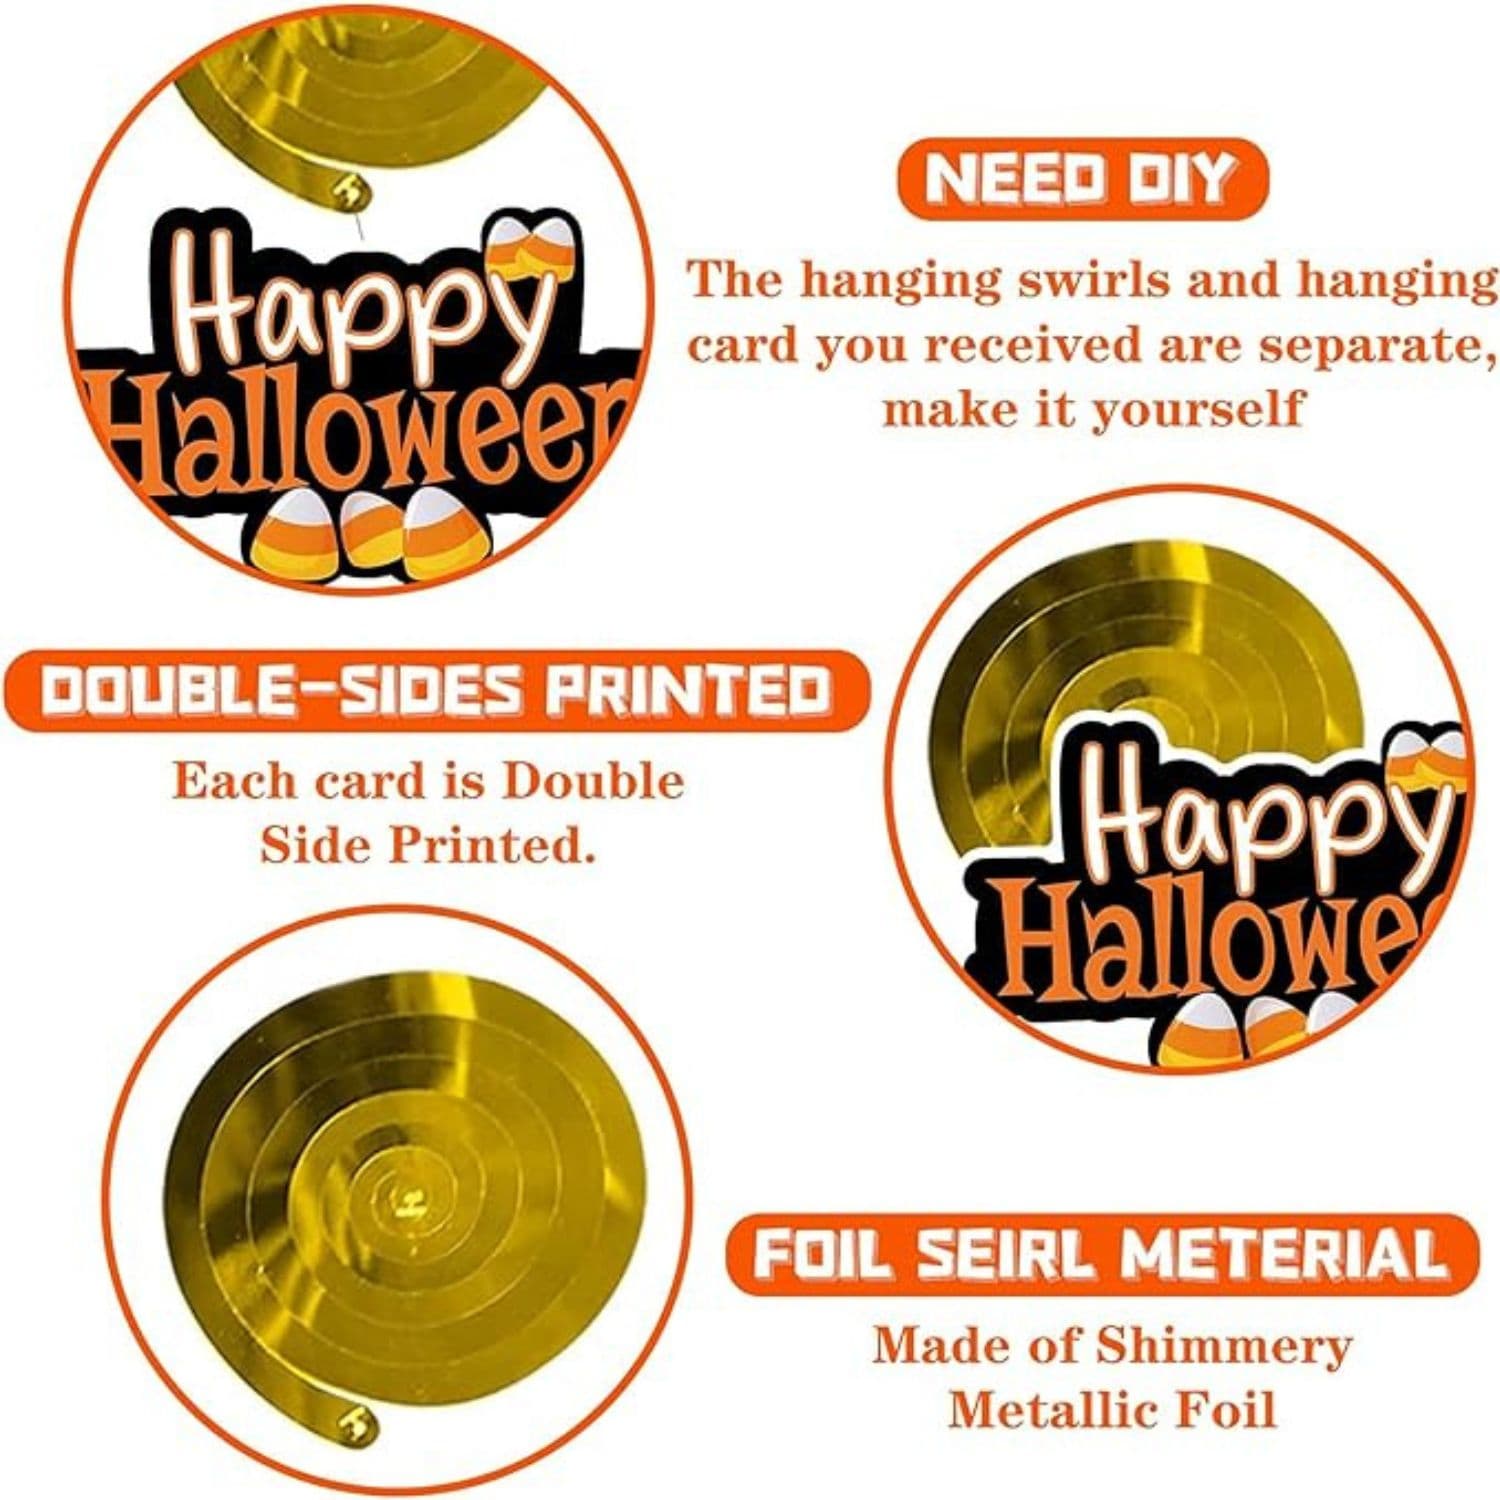 Happy
Halloween
NEED DIY
The hanging swirls and hanging
card you received are separate,
make it yourself
DOUBLE-SIDES PRINTED
Each card is Double
Side Printed.
Happy
Hallowee
FOIL SEIRL METERIAL
Made of Shimmery
Metallic Foil